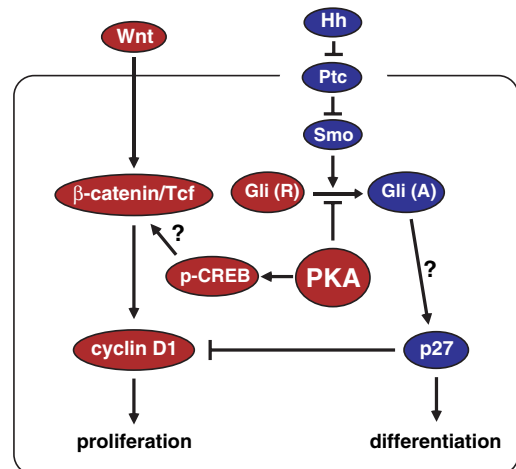 Hh
Wnt
Ptc
Smo
β-catenin/Tcf
Gli (R)
Gli (A)
?
?
p-CREB
PKA
cyclin D1
p27
proliferation
differentiation